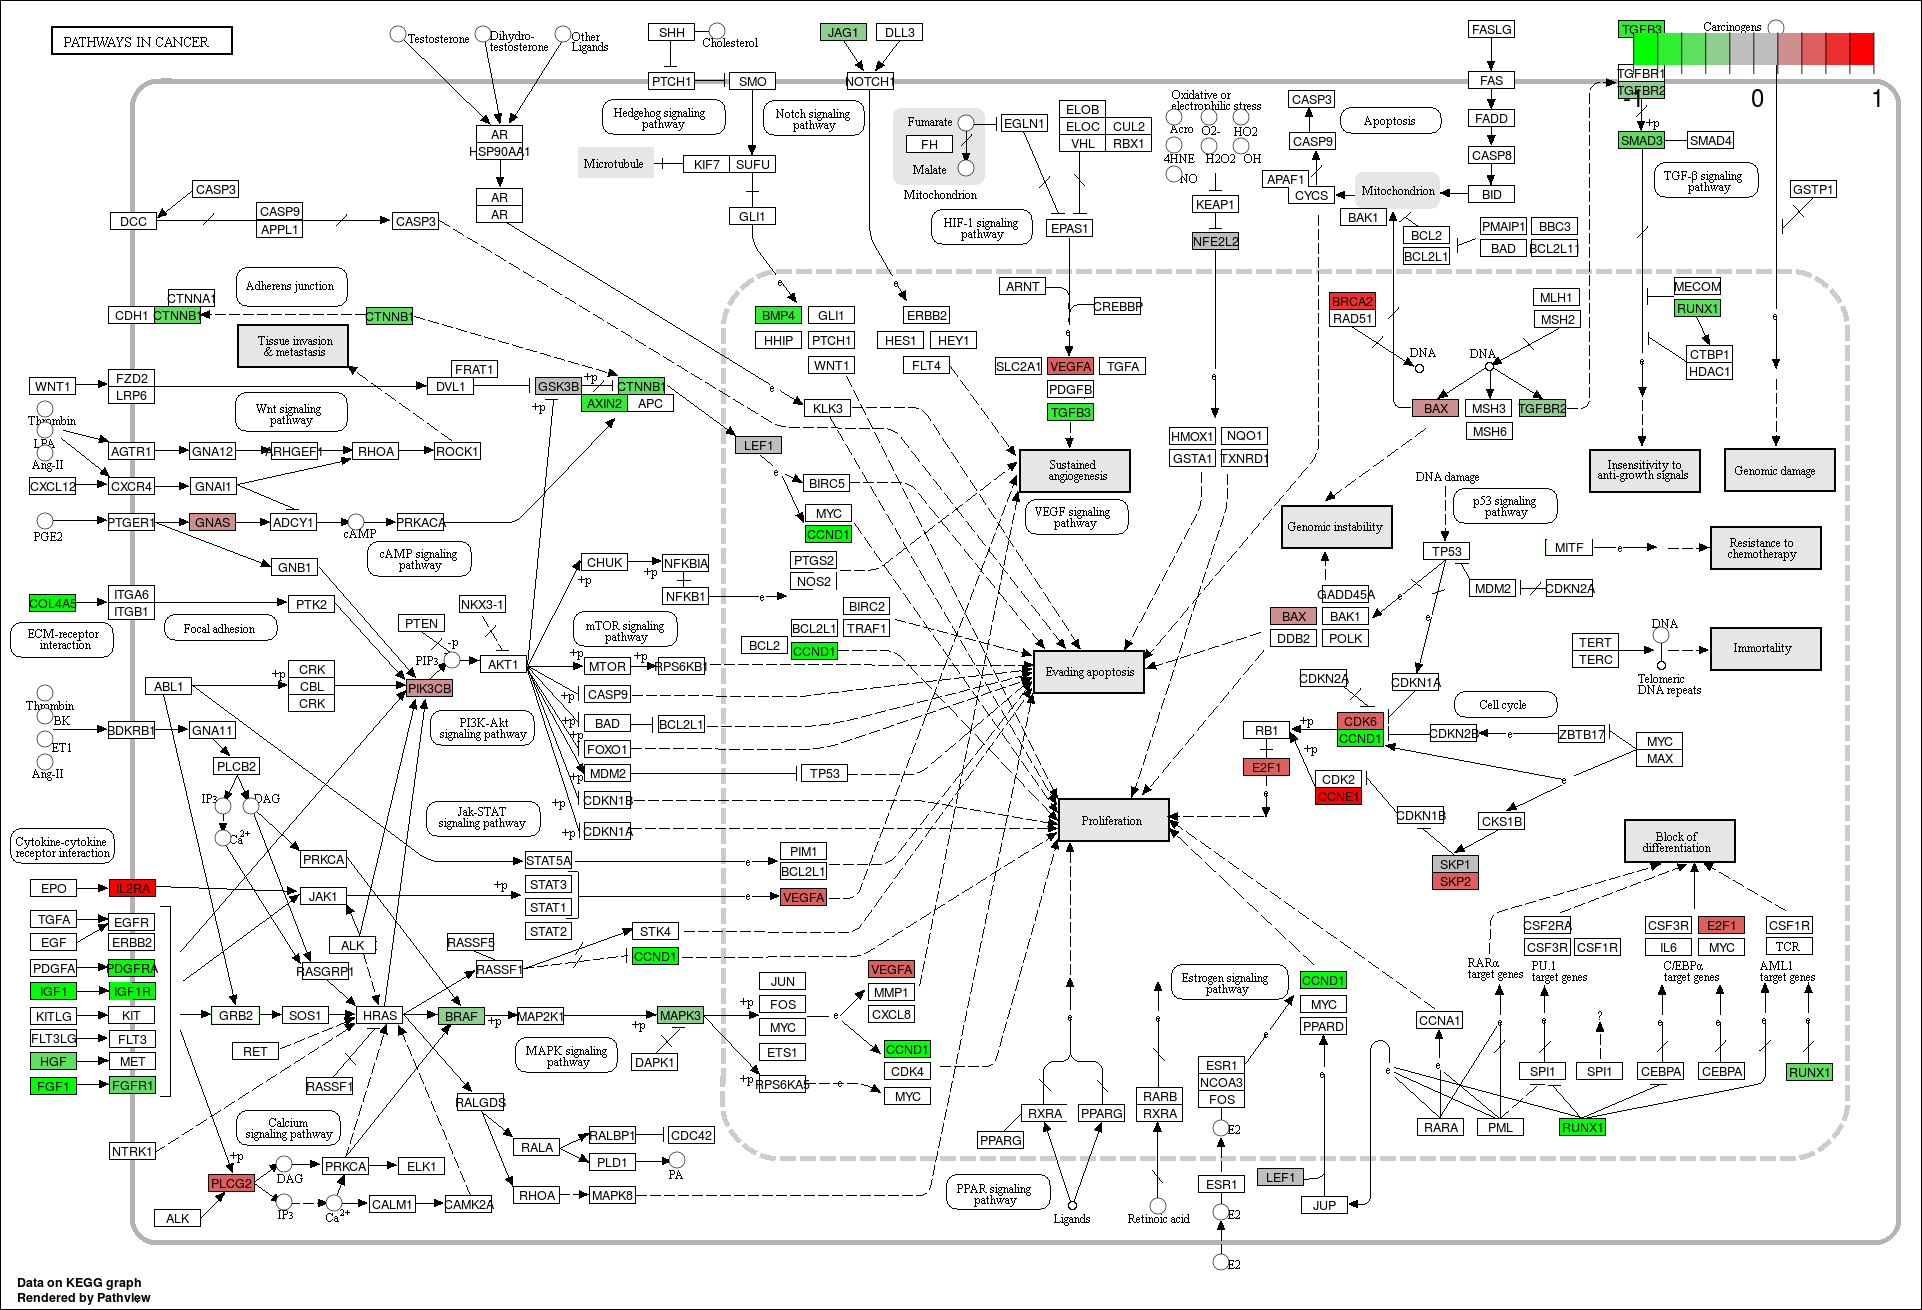 PATHWAYS IN CANCER
Testosterone
Dihydro-
testosterone
Other
Ligands
SHH
Cholesterol
PTCH1
SMO
Hedgehog signaling
pathway
Microtubule
KIF7
SUFU
GLI1
JAG1
DLL3
NOTCH1
Notch signaling
pathway
Fumarate
FH
Malate
Mitochondrion
EGLN1
ELOB
ELOC
CUL2
VHL
RBX1
HIF-1 signaling
pathway
EPAS1
Oxidative or
electrophilic stress
Acro
O2-
HO2
4HNE
H2O2
OH
NO
KEAP1
NFE2L2
CASP3
CASP9
APAF1
CYCS
Apoptosis
Mitochondrion
BAK1
BCL2
BCL2L1
FASLG
FAS
FADD
CASP8
BID
PMAIP1
BBC3
BAD
BCL2L11
TGFB3
TGFBR1
TGFBR2
Carcinogens
-1
0
1
+p
SMAD3
SMAD4
TGF-β signaling
pathway
GSTP1
AR
HSP90AA1
AR
AR
CASP3
DCC
CASP9
APPL1
CASP3
Adherens junction
CTNNA1
CDH1
CTNNB1
CTNNB1
Tissue invasion
& metastasis
WNT1
FZD2
LRP6
Wnt signaling
pathway
FRAT1
DVL1
GSK3B
+p
+p
CTNNB1
AXIN2
APC
Thrombin
LPA
Ang-II
AGTR1
GNA12
ARHGEF1
RHOA
ROCK1
CXCL12
CXCR4
GNAI1
PGE2
PTGER1
GNAS
ADCY1
cAMP
PRKACA
cAMP signaling
pathway
GNB1
COL4A5
ITGA6
ITGB1
PTK2
ECM-receptor
interaction
Focal adhesion
PTEN
NKX3-1
-p
PIP3
AKT1
ABL1
+p
CRK
CBL
CRK
PIK3CB
PI3K-Akt
signaling pathway
Thrombin
BK
ET1
Ang-II
BDKRB1
GNA11
PLCB2
IP3
DAG
Ca2+
Jak-STAT
signaling pathway
Cytokine-cytokine
receptor interaction
PRKCA
EPO
IL2RA
JAK1
+p
STAT5A
STAT3
STAT1
STAT2
TGFA
EGFR
EGF
ERBB2
PDGFA
PDGFRA
IGF1
IGF1R
KITLG
KIT
FLT3LG
FLT3
HGF
MET
FGF1
FGFR1
ALK
RASGRP1
RASSF5
RASSF1
GRB2
SOS1
HRAS
BRAF
+p
MAP2K1
+p
MAPK3
+p
+p
RET
RASSF1
MAPK signaling
pathway
DAPK1
RPS6KA5
NTRK1
Calcium
signaling pathway
+p
PLCG2
DAG
PRKCA
ELK1
IP3
Ca2+
CALM1
CAMK2A
ALK
RALGDS
RALA
RALBP1
CDC42
PLD1
PA
RHOA
MAPK8
CHUK
+p
+p
NFKBIA
NFKB1
e
mTOR signaling
pathway
+p
MTOR
+p
RPS6KB1
+p
CASP9
+p
BAD
BCL2L1
+p
FOXO1
+p
MDM2
TP53
+p
CDKN1B
+p
CDKN1A
e
e
STK4
CCND1
BMP4
GLI1
HHIP
PTCH1
WNT1
ERBB2
HES1
HEY1
FLT4
e
e
ARNT
CREBBP
e
SLC2A1
VEGFA
TGFA
PDGFB
TGFB3
Sustained
angiogenesis
VEGF signaling
pathway
KLK3
e
LEF1
e
BIRC5
e
MYC
CCND1
PTGS2
NOS2
BIRC2
BCL2L1
TRAF1
BCL2
CCND1
PIM1
BCL2L1
VEGFA
JUN
FOS
MYC
ETS1
e
VEGFA
MMP1
CXCL8
CCND1
CDK4
e
MYC
Evading apoptosis
Proliferation
e
HMOX1
NQO1
GSTA1
TXNRD1
BRCA2
RAD51
DNA
MLH1
MSH2
DNA
BAX
MSH3
TGFBR2
MSH6
MECOM
RUNX1
CTBP1
HDAC1
e
e
Genomic instability
Insensitivity to
anti-growth signals
Genomic damage
DNA damage
p53 signaling
pathway
TP53
MDM2
CDKN2A
GADD45A
BAX
BAK1
DDB2
POLK
e
e
MITF
e
Resistance to
chemotherapy
TERT
TERC
DNA
Telomeric
DNA repeats
Immortality
CDKN2A
CDKN1A
Cell cycle
RB1
+p
CDK6
CCND1
CDKN2B
e
ZBTB17
MYC
MAX
E2F1
+p
CDK2
CCNE1
e
e
CDKN1B
CKS1B
SKP1
SKP2
Block of
differentiation
CSF2RA
CSF3R
CSF1R
CSF3R
E2F1
CSF1R
IL6
MYC
TCR
RARα
target genes
PU.1
target genes
C/EBPα
target genes
AML1
target genes
Estrogen signaling
pathway
CCND1
MYC
PPARD
e
e
CCNA1
e
e
e
?
e
e
e
e
SPI1
SPI1
CEBPA
CEBPA
RUNX1
e
RARA
PML
RUNX1
e
e
RXRA
PPARG
PPARG
RARB
RXRA
ESR1
NCOA3
FOS
E2
ESR1
E2
E2
PPAR signaling
pathway
Ligands
Retinoic acid
LEF1
JUP
Data on KEGG graph
Rendered by Pathview